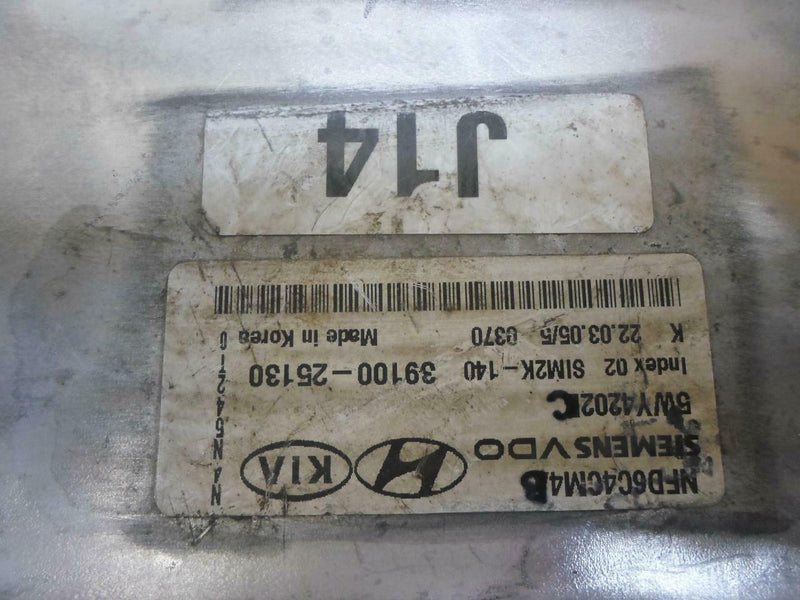 NFD6C4CM4B
SIEMENS VDO
KIA
5WY4202C
Index 02 SIM2K-140 39100-25130
K 22.03.05/5 0370 Made in Korea
J14